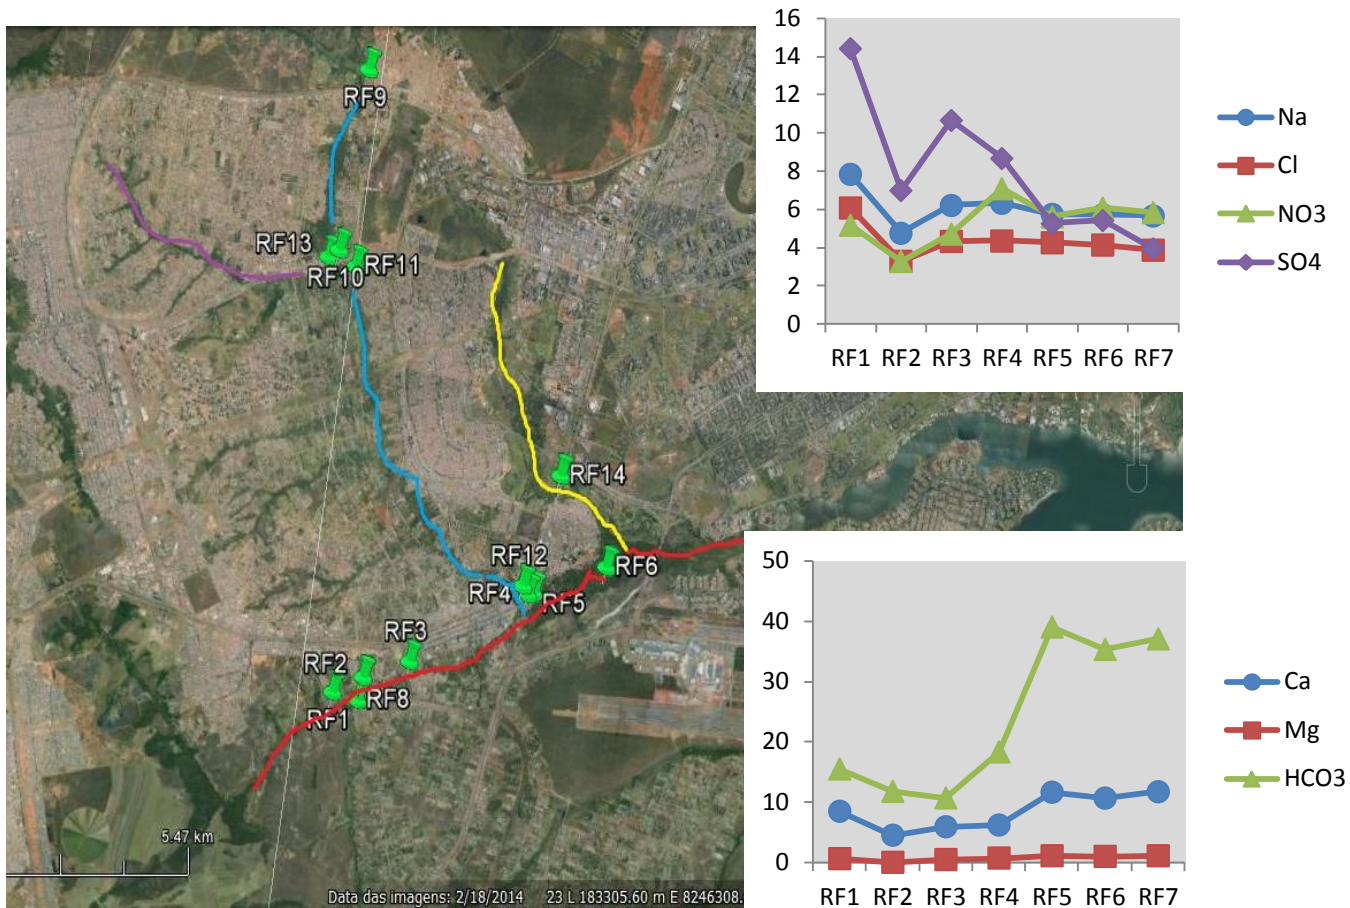 RF9
RF13
RF10
RF11
RF14
RF12
RF4
RF5
RF6
RF3
RF2
RF8
RF1
5.47 km
Data das imagens: 2/18/2014 23 L 183305.60 m E 8246308.
16
14
12
10
8
6
4
2
0
RF1 RF2 RF3 RF4 RF5 RF6 RF7
Na
Cl
NO3
SO4
50
40
30
20
10
0
RF1 RF2 RF3 RF4 RF5 RF6 RF7
Ca
Mg
HCO3